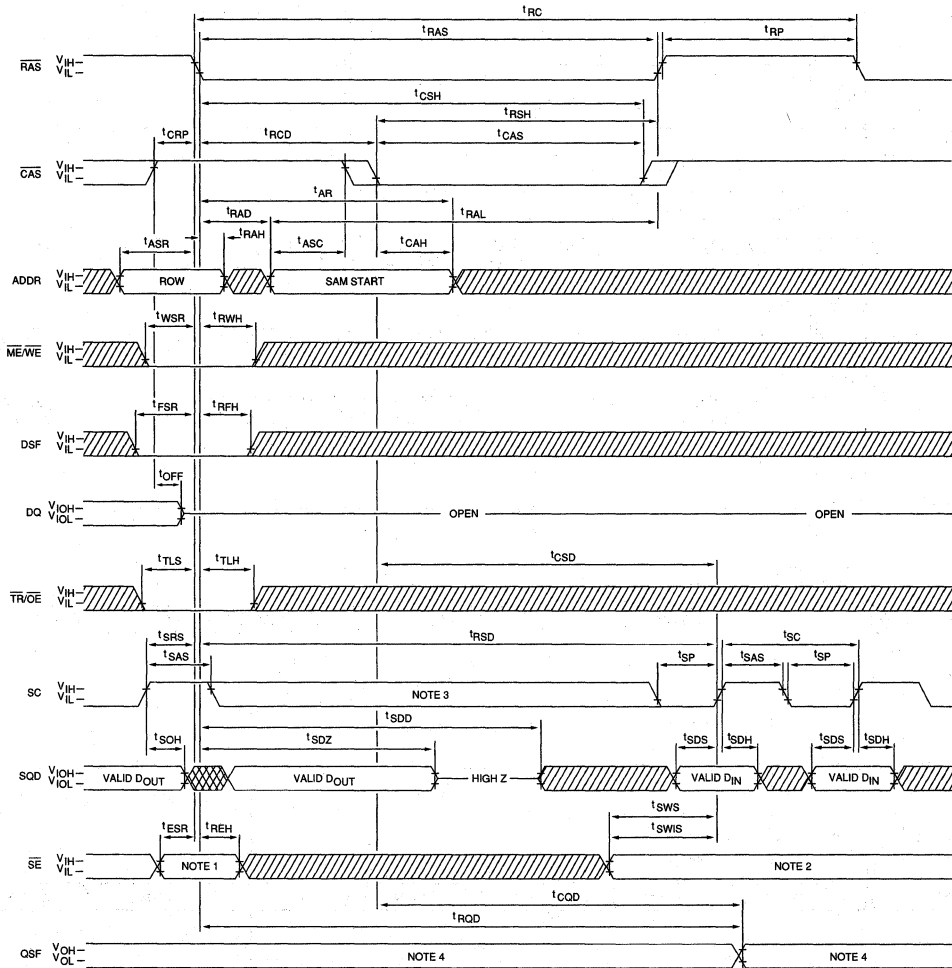 tRC
tRAS
tRP
RAS
VIH
VIL
tCSH
tRSH
tCRP
tRCD
tCAS
CAS
VIH
VIL
tAR
tRAD
tRAL
tRAH
tASR
tASC
tCAH
ADDR
VIH
VIL
ROW
SAM START
tWSR
tRWH
ME/WE
VIH
VIL
tFSR
tRFH
DSF
VIH
VIL
tOFF
DQ
VIOH
VIOL
OPEN
OPEN
tCSD
tTLS
tTLH
TR/OE
VIH
VIL
tSRS
tRSD
tSC
tSAS
tSP
tSAS
tSP
SC
VIH
VIL
NOTE 3
tSDD
tSOH
tSDZ
tSDS
tSDH
tSDS
tSDH
SQD
VIOH
VIOL
VALID DOUT
VALID DOUT
HIGH Z
VALID DIN
VALID DIN
tSWS
tSWIS
tESR
tREH
SE
VIH
VIL
NOTE 1
NOTE 2
tCQD
tRQD
QSF
VOH
VOL
NOTE 4
NOTE 4